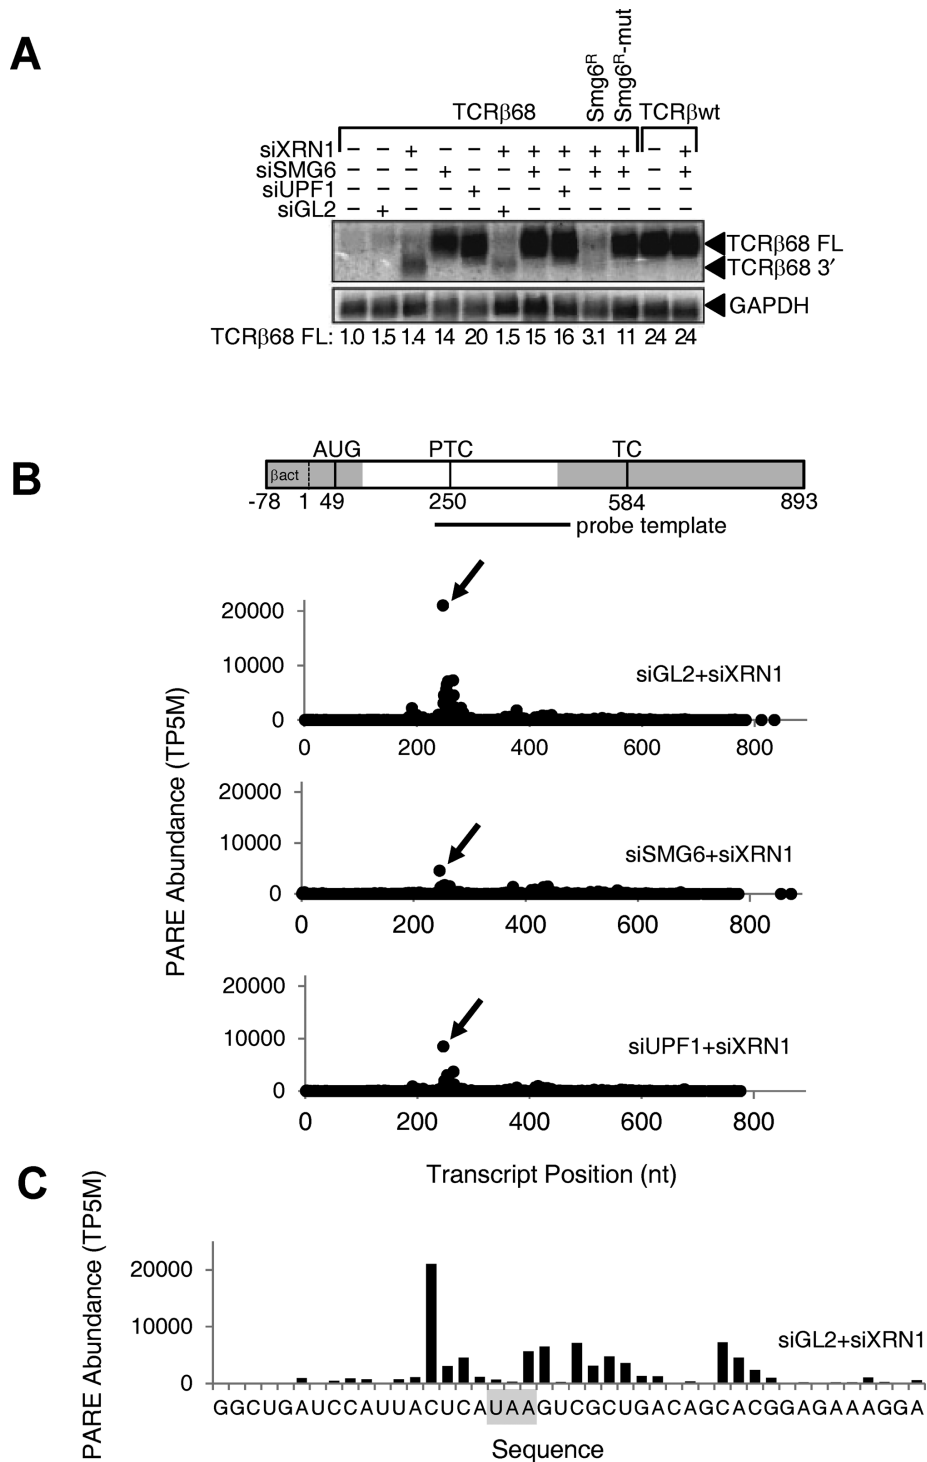 A
Smg6R
Smg6R-mut
TCRβ68
TCRβwt
siXRN1 − − + − − + + + + + − +
siSMG6 − − − + − − + − + + − +
siUPF1 − − − − + − − + − − − −
siGL2 − + − − − + − − − − − −
TCRβ68 FL
TCRβ68 3′
GAPDH
TCRβ68 FL: 1.0 1.5 1.4 14 20 1.5 15 16 3.1 11 24 24
B
AUG PTC TC
βact
-78 1 49 250 584 893
probe template
PARE Abundance (TP5M)
20000
10000
0
siGL2+siXRN1
0 200 400 600 800
20000
10000
0
siSMG6+siXRN1
0 200 400 600 800
20000
10000
0
siUPF1+siXRN1
0 200 400 600 800
Transcript Position (nt)
C
PARE Abundance (TP5M)
20000
10000
0
siGL2+siXRN1
GGCUGAUCCAUUACUCAUAAGUCGCUGACAGCACGGAGAAAGGA
Sequence